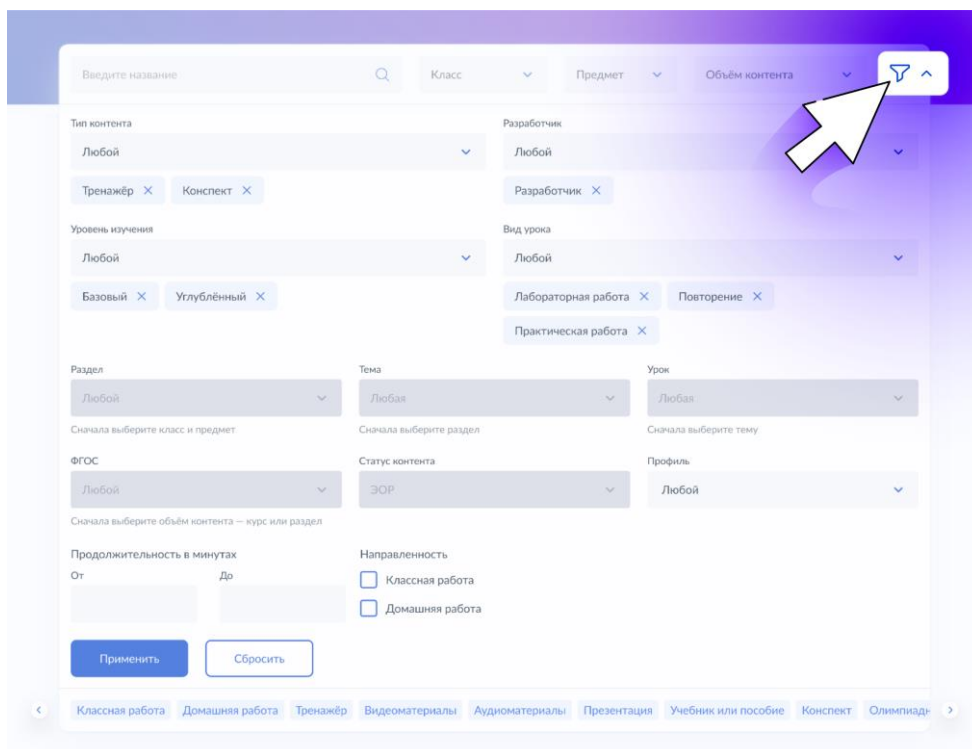 Введите название Класс Предмет Объём контента
Тип контента Разработчик
Любой Любой
Тренажёр Конспект Разработчик
Уровень изучения Вид урока
Любой Любой
Базовый Углублённый Лабораторная работа Повторение
Практическая работа
Раздел Тема Урок
Любой Любая Любая
Сначала выберите класс и предмет Сначала выберите раздел Сначала выберите тему
ФГОС Статус контента Профиль
Любой ЭОР Любой
Сначала выберите объём контента — курс или раздел
Продолжительность в минутах Направленность
От До Классная работа
Домашняя работа
Применить Сбросить
Классная работа Домашняя работа Тренажёр Видеоматериалы Аудиоматериалы Презентация Учебник или пособие Конспект Олимпиадн